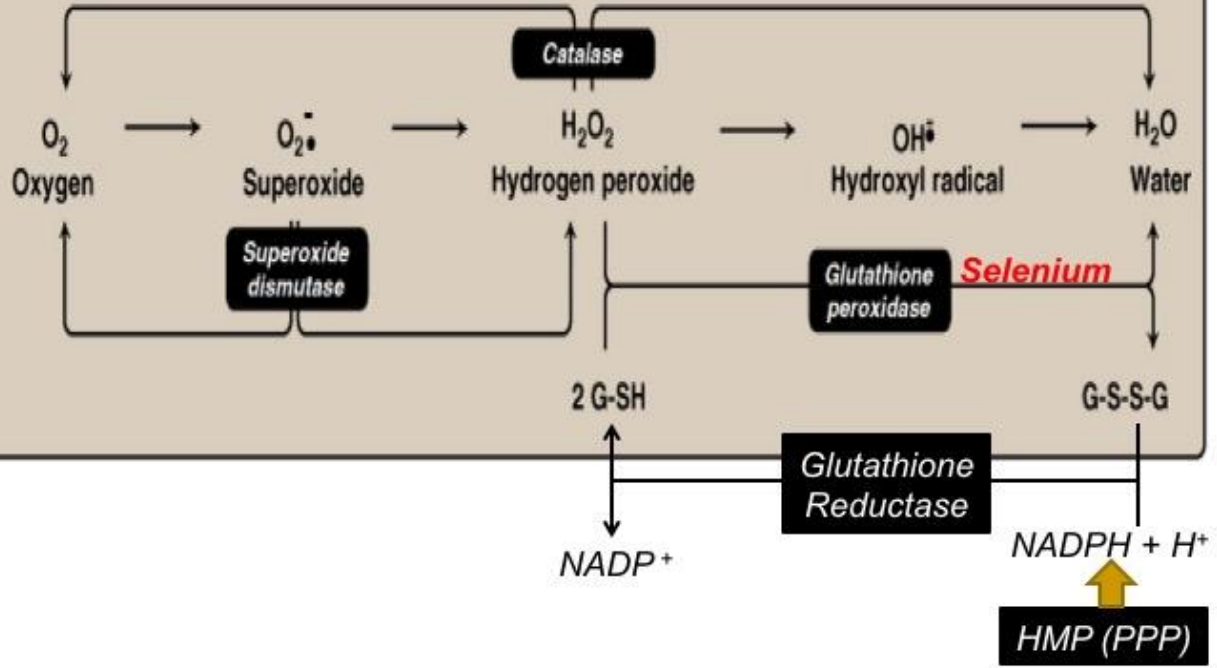 Catalase
O₂
O₂•⁻
H₂O₂
OH•⁻
H₂O
Oxygen
Superoxide
Hydrogen peroxide
Hydroxyl radical
Water
Superoxide
dismutase
Glutathione
peroxidase
Selenium
2 G-SH
G-S-S-G
Glutathione
Reductase
NADP⁺
NADPH + H⁺
HMP (PPP)